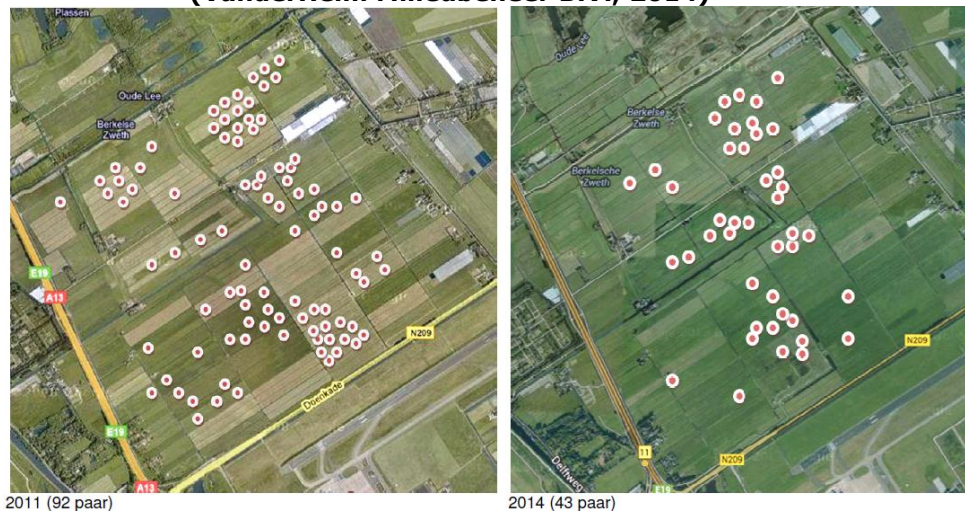 Plassen
Oude Lee
Berkelse
Zweth
E19
A13
N209
Doenkade
E19
A13
2011 (92 paar)
Oude Lee
Berkelse
Zweth
Berkelsche
Zweth
N209
11
N209
Delftweg
E19
2014 (43 paar)